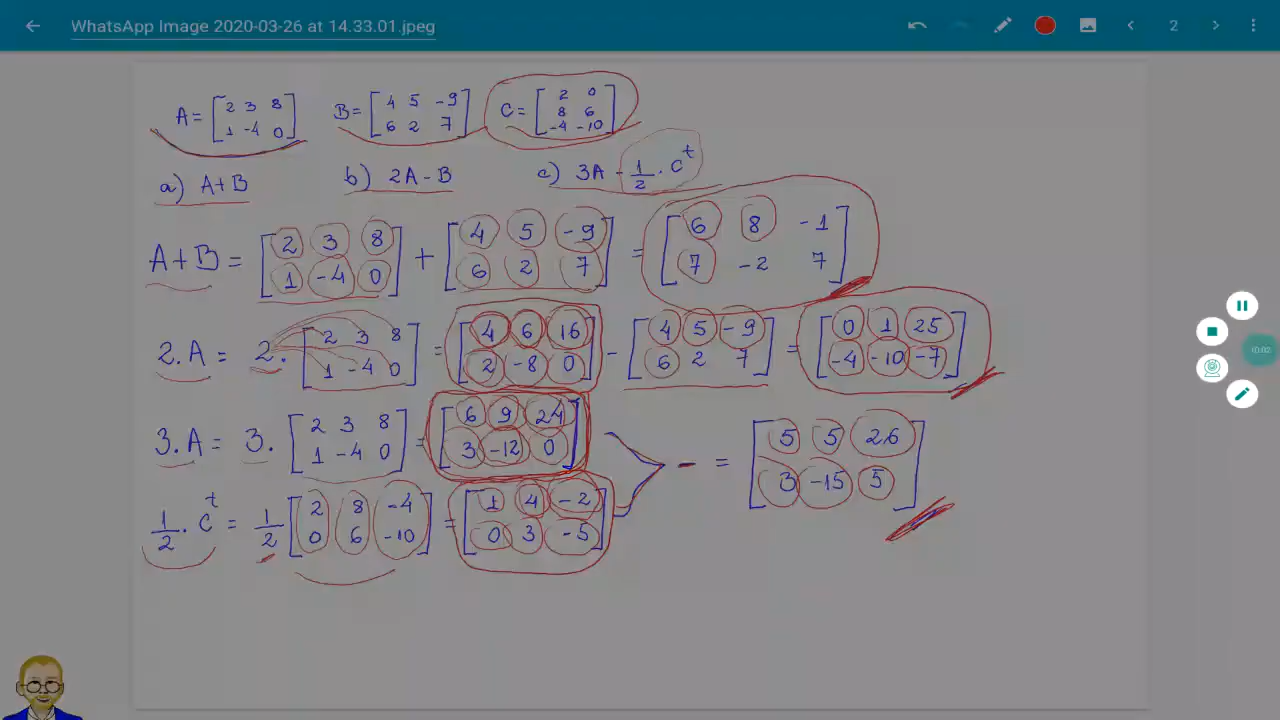 WhatsApp Image 2020-03-26 at 14.33.01.jpeg 2
A = [2 3 8; 1 -4 0] B = [4 5 -9; 6 2 7] C = [2 0; 8 6; -4 -10]
a) A+B b) 2A - B c) 3A - 1/2 . C^t
A+B = [2 3 8; 1 -4 0] + [4 5 -9; 6 2 7] = [6 8 -1; 7 -2 7]
2.A = 2. [2 3 8; 1 -4 0] = [4 6 16; 2 -8 0] - [4 5 -9; 6 2 7] = [0 1 25; -4 -10 -7]
3.A = 3. [2 3 8; 1 -4 0] = [6 9 24; 3 -12 0] - = [5 5 26; 3 -15 5]
1/2 . C^t = 1/2 [2 8 -4; 0 6 -10] = [1 4 -2; 0 3 -5]
10:02